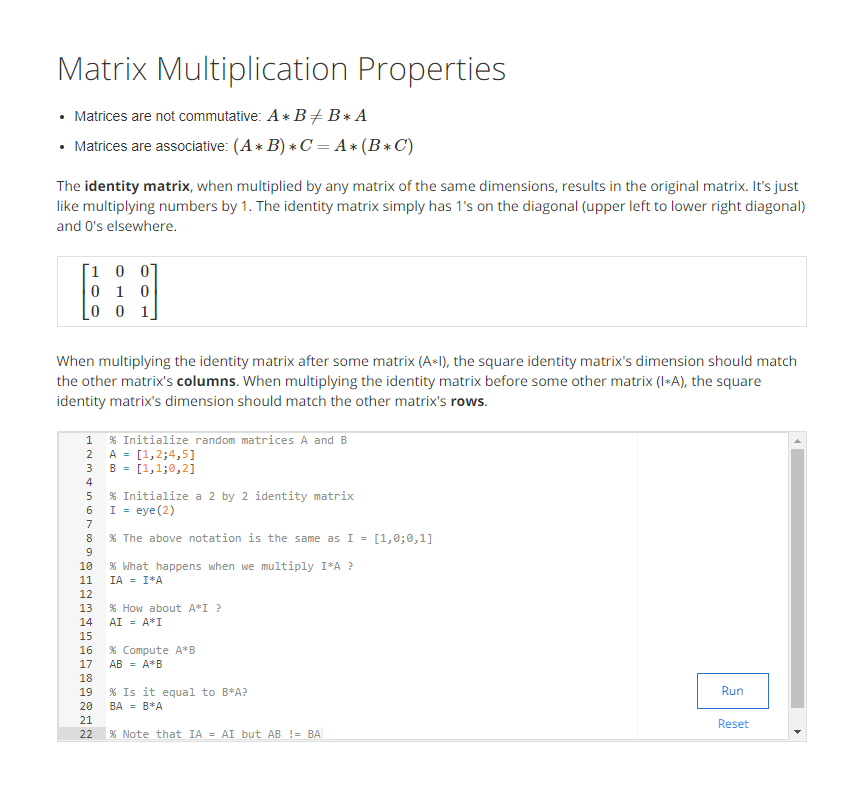 Matrix Multiplication Properties
• Matrices are not commutative: A ∗ B ≠ B ∗ A
• Matrices are associative: (A ∗ B) ∗ C = A ∗ (B ∗ C)
The identity matrix, when multiplied by any matrix of the same dimensions, results in the original matrix. It's just
like multiplying numbers by 1. The identity matrix simply has 1's on the diagonal (upper left to lower right diagonal)
and 0's elsewhere.
1 0 0
0 1 0
0 0 1
When multiplying the identity matrix after some matrix (A∗I), the square identity matrix's dimension should match
the other matrix's columns. When multiplying the identity matrix before some other matrix (I∗A), the square
identity matrix's dimension should match the other matrix's rows.
1 % Initialize random matrices A and B
2 A = [1,2;4,5]
3 B = [1,1;0,2]
4
5 % Initialize a 2 by 2 identity matrix
6 I = eye(2)
7
8 % The above notation is the same as I = [1,0;0,1]
9
10 % What happens when we multiply I*A ?
11 IA = I*A
12
13 % How about A*I ?
14 AI = A*I
15
16 % Compute A*B
17 AB = A*B
18
19 % Is it equal to B*A?
20 BA = B*A
21
22 % Note that IA = AI but AB != BA
Run
Reset